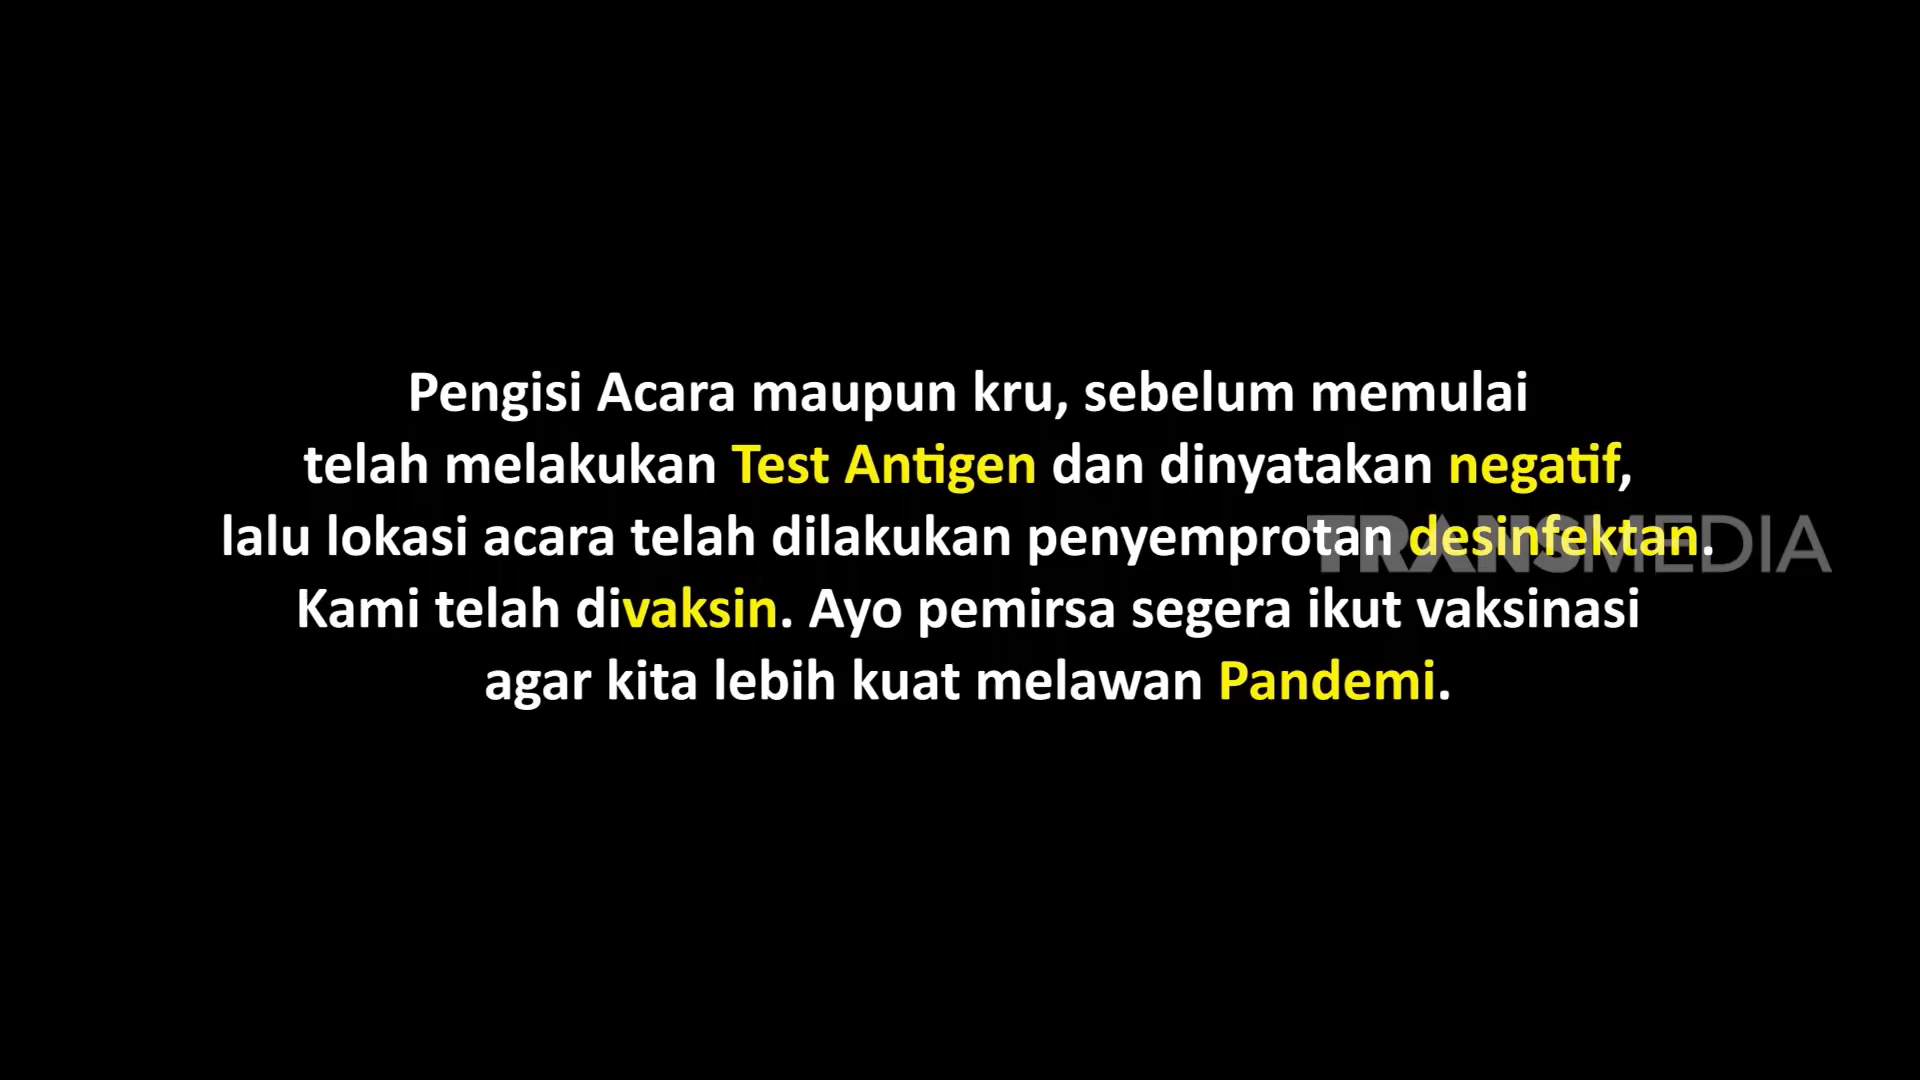 Pengisi Acara maupun kru, sebelum memulai
telah melakukan Test Antigen dan dinyatakan negatif,
lalu lokasi acara telah dilakukan penyemprotan desinfektan.
TRANSMEDIA
Kami telah divaksin. Ayo pemirsa segera ikut vaksinasi
agar kita lebih kuat melawan Pandemi.